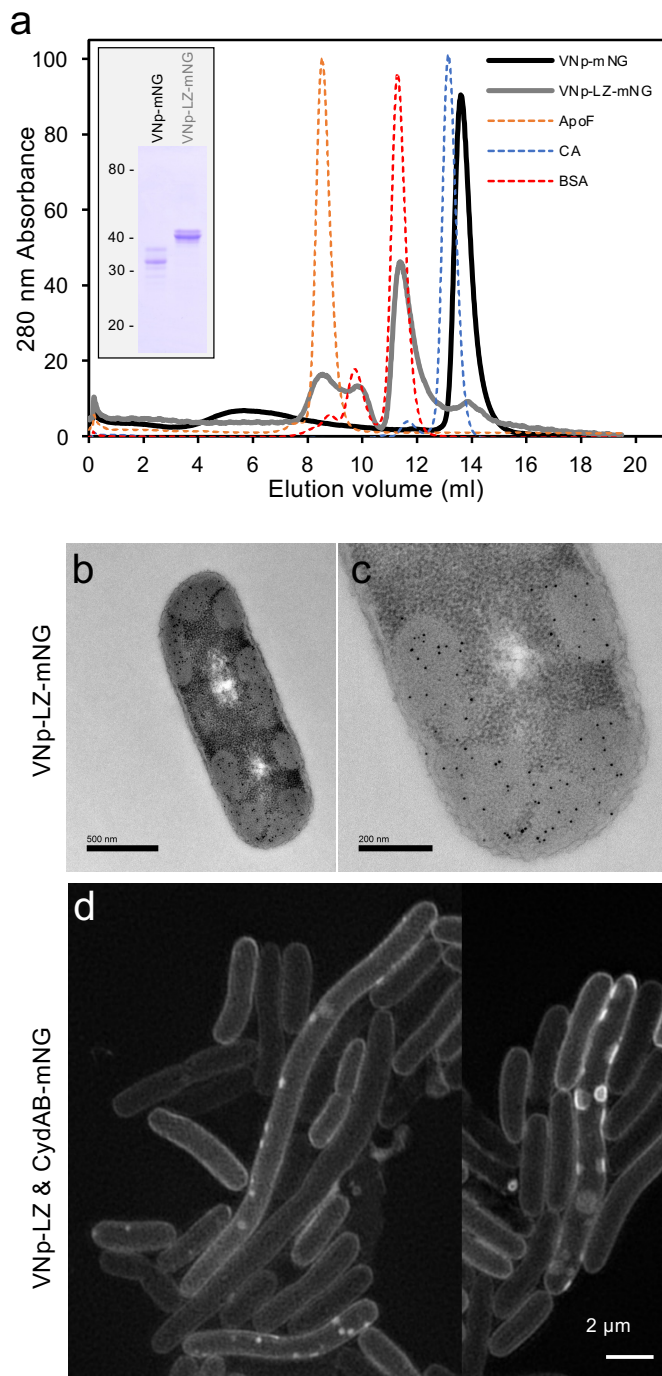 a
100
80
60
40
20
0
280 nm Absorbance
0 2 4 6 8 10 12 14 16 18 20
Elution volume (ml)
VNp-mNG
VNp-LZ-mNG
80 -
40 -
30 -
20 -
VNp-mNG
VNp-LZ-mNG
ApoF
CA
BSA
VNp-LZ-mNG
b
500 nm
c
200 nm
VNp-LZ & CydAB-mNG
d
2 µm